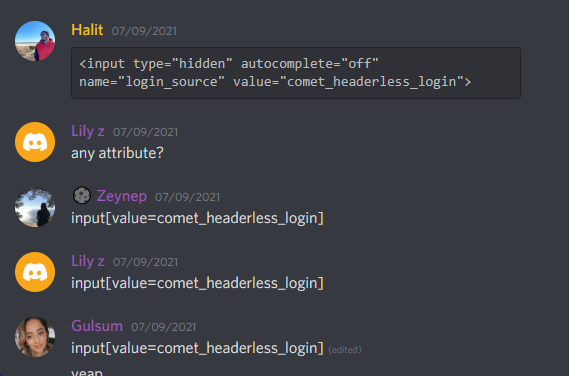 Halit 07/09/2021
<input type="hidden" autocomplete="off"
name="login_source" value="comet_headerless_login">
Lily z 07/09/2021
any attribute?
Zeynep 07/09/2021
input[value=comet_headerless_login]
Lily z 07/09/2021
input[value=comet_headerless_login]
Gulsum 07/09/2021
input[value=comet_headerless_login] (edited)
yeap